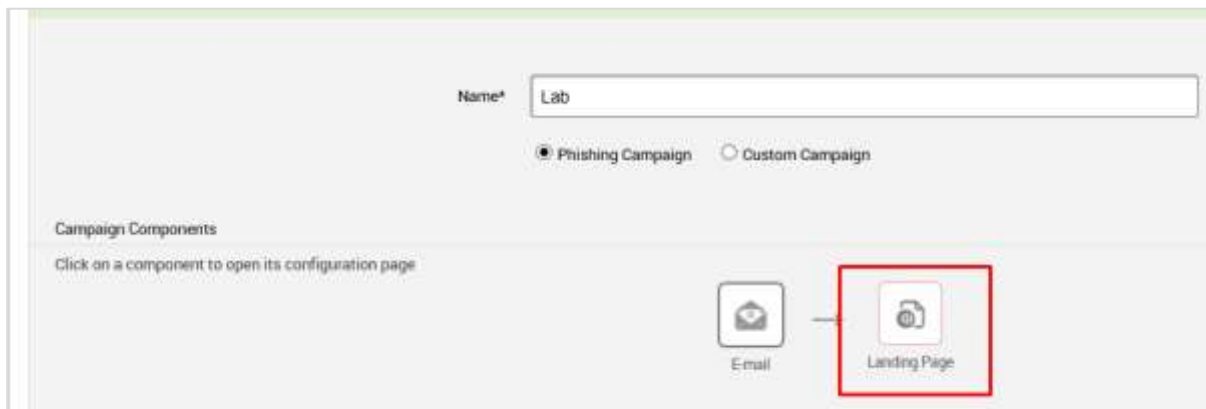 Name* Lab
Phishing Campaign Custom Campaign
Campaign Components
Click on a component to open its configuration page
E-mail Landing Page